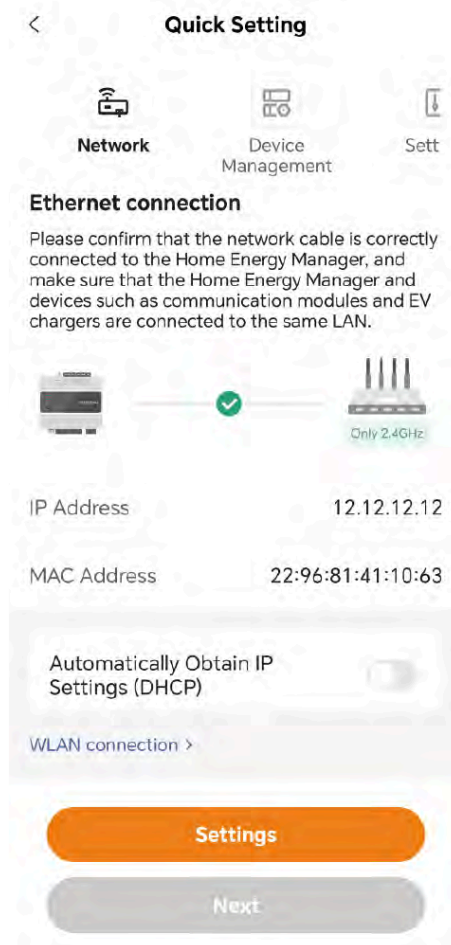 Quick Setting
Network
Device
Management
Sett
Ethernet connection
Please confirm that the network cable is correctly
connected to the Home Energy Manager, and
make sure that the Home Energy Manager and
devices such as communication modules and EV
chargers are connected to the same LAN.
Only 2.4GHz
IP Address 12.12.12.12
MAC Address 22:96:81:41:10:63
Automatically Obtain IP
Settings (DHCP)
WLAN connection >
Settings
Next